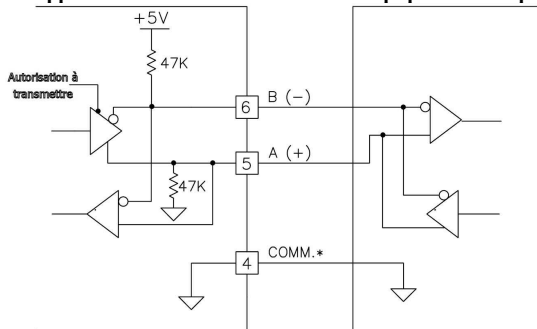 +5V
47K
Autorisation à
transmettre
6
B (-)
5
A (+)
47K
4
COMM.*